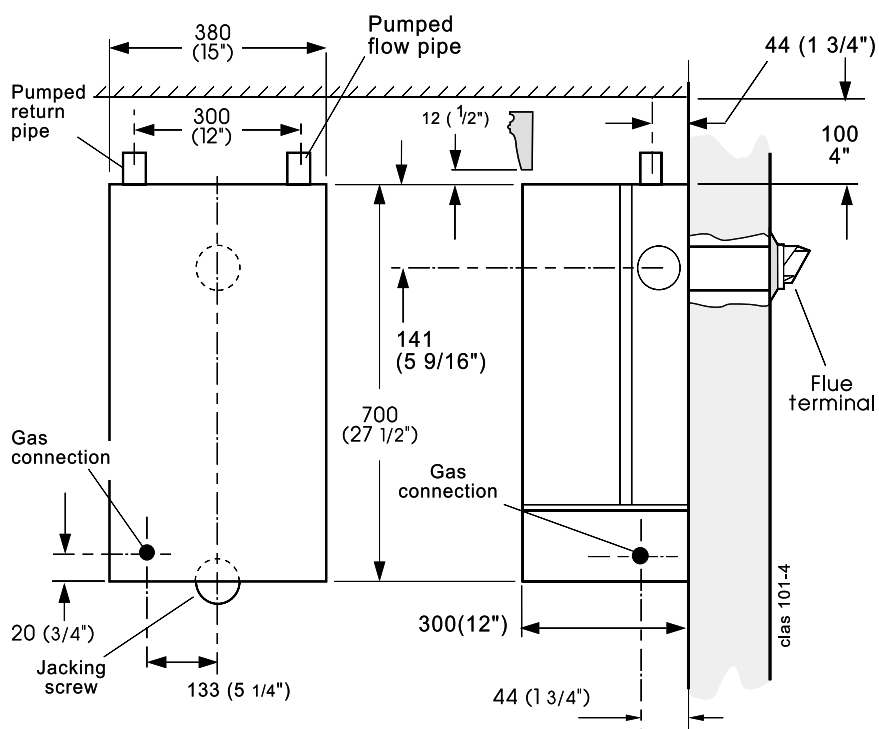 380
(15")
Pumped
flow pipe
44 (1 3/4")
Pumped
return
pipe
300
(12")
12 ( 1/2")
100
4"
141
(5 9/16")
Flue
terminal
700
(27 1/2")
Gas
connection
Gas
connection
20 (3/4")
Jacking
screw
133 (5 1/4")
300(12")
clas 101-4
44 (1 3/4")